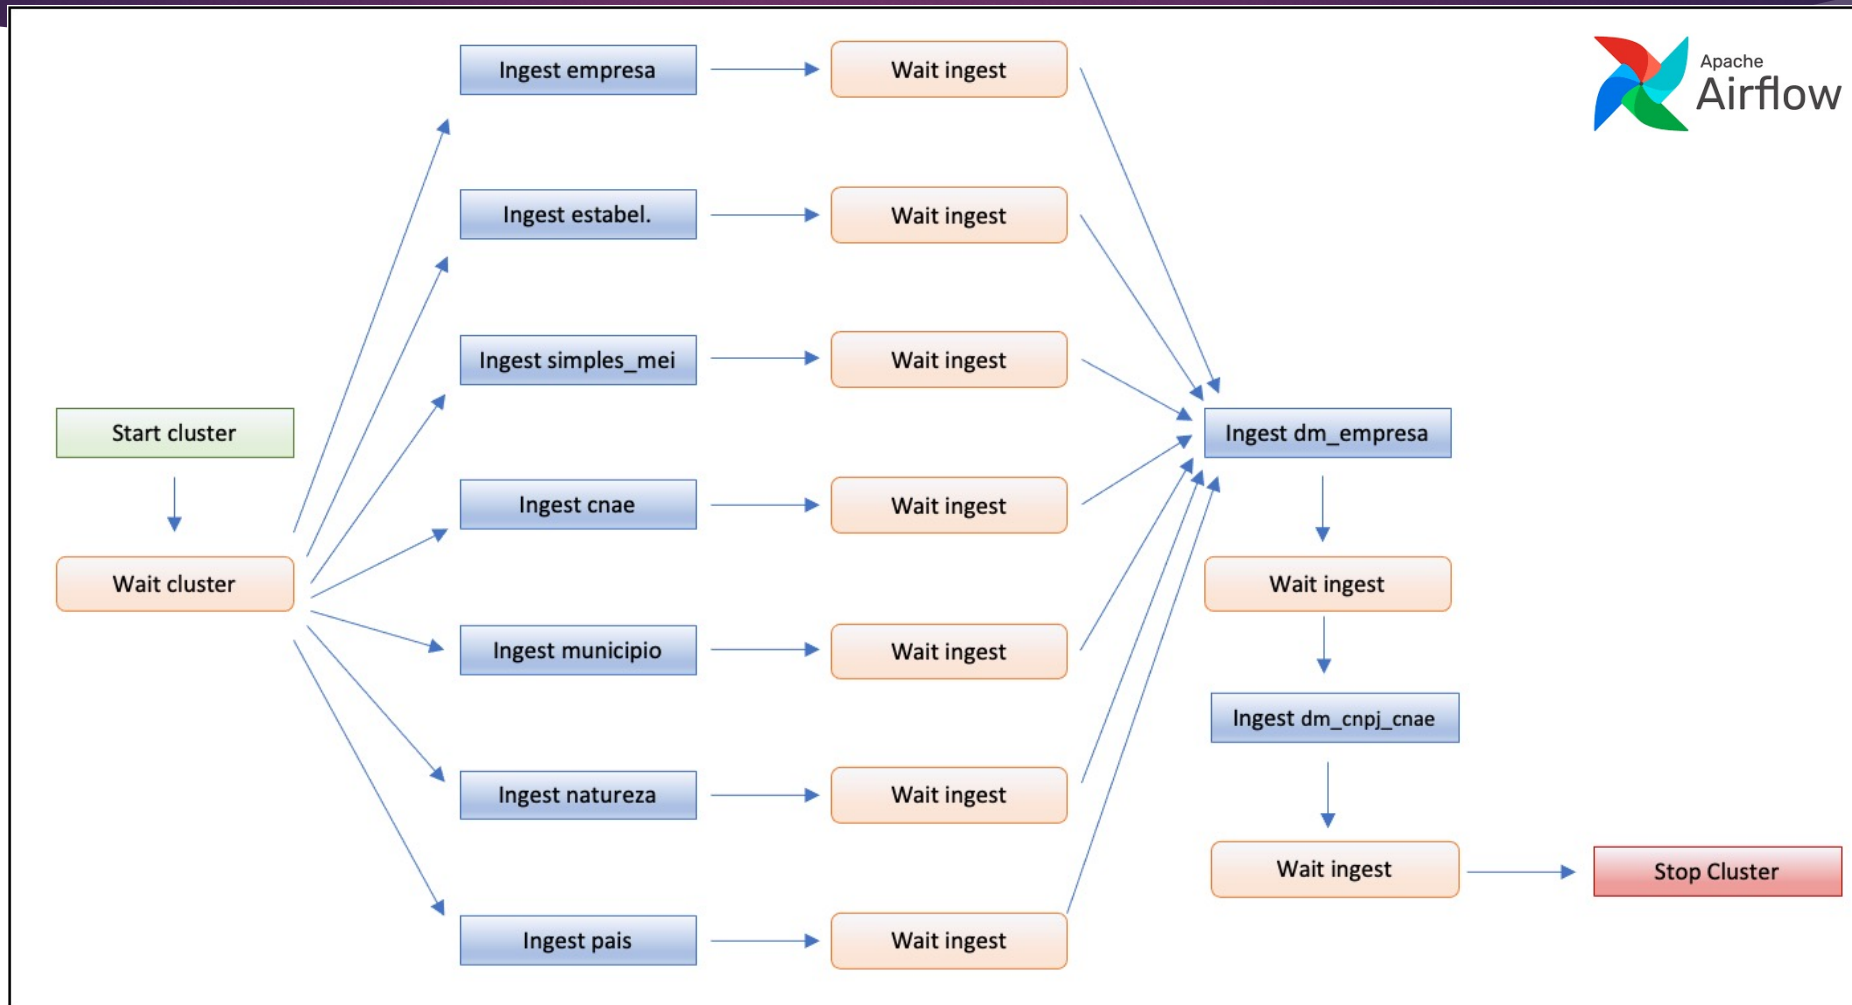 Apache
Airflow
Ingest empresa
Wait ingest
Ingest estabel.
Wait ingest
Ingest simples_mei
Wait ingest
Start cluster
Ingest dm_empresa
Ingest cnae
Wait ingest
Wait cluster
Wait ingest
Ingest municipio
Wait ingest
Ingest dm_cnpj_cnae
Ingest natureza
Wait ingest
Wait ingest
Stop Cluster
Ingest pais
Wait ingest